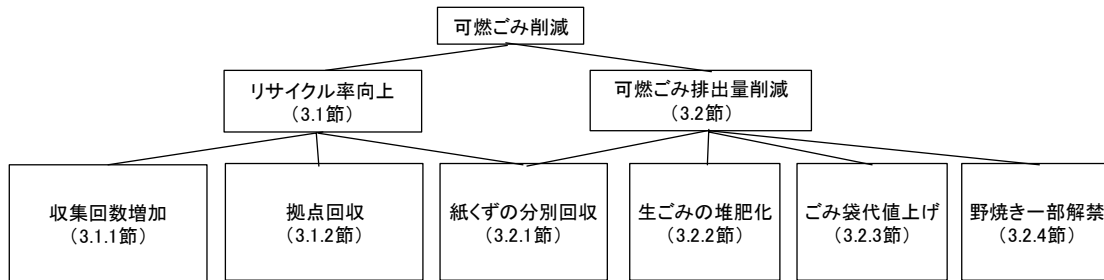 可燃ごみ削減
リサイクル率向上
(3.1節)
可燃ごみ排出量削減
(3.2節)
収集回数増加
(3.1.1節)
拠点回収
(3.1.2節)
紙くずの分別回収
(3.2.1節)
生ごみの堆肥化
(3.2.2節)
ごみ袋代値上げ
(3.2.3節)
野焼き一部解禁
(3.2.4節)